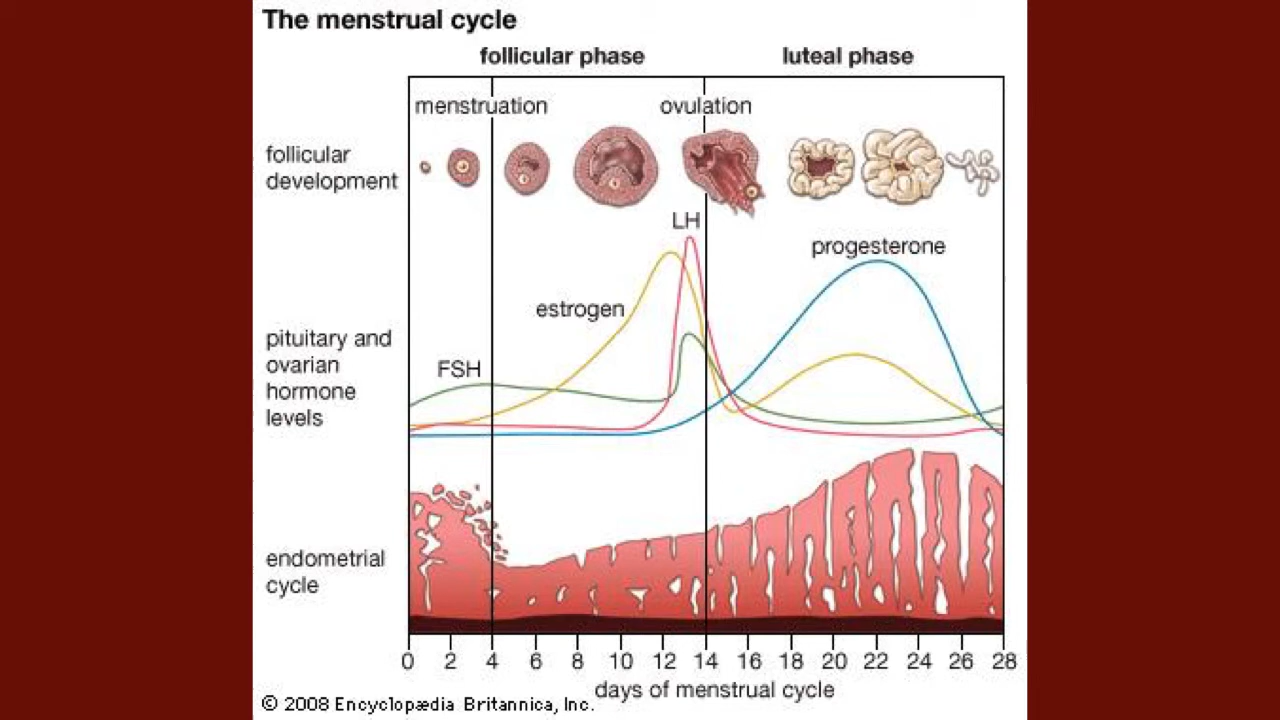 The menstrual cycle
follicular phase
luteal phase
menstruation
ovulation
follicular
development
LH
progesterone
estrogen
pituitary and
ovarian
hormone
levels
FSH
endometrial
cycle
0 2 4 6 8 10 12 14 16 18 20 22 24 26 28
days of menstrual cycle
© 2008 Encyclopædia Britannica, Inc.